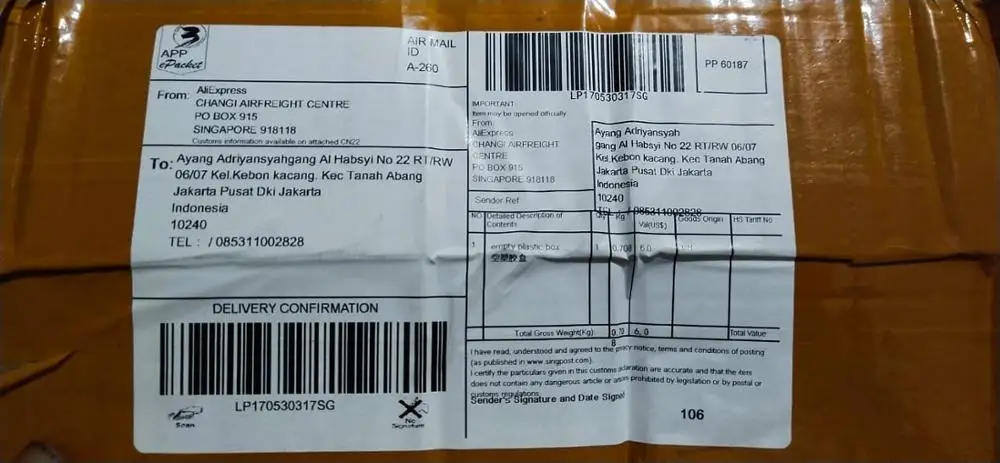 APP
ePacket
AIR MAIL
ID
A-260
From: AliExpress
CHANGI AIRFREIGHT CENTRE
PO BOX 915
SINGAPORE 918118
Customs information available on attached CN22
To: Ayang Adriyansyahgang Al Habsyi No 22 RT/RW
06/07 Kel.Kebon kacang. Kec Tanah Abang
Jakarta Pusat Dki Jakarta
Indonesia
10240
TEL : / 085311002828
DELIVERY CONFIRMATION
LP170530317SG
Scan
No
Signature
LP170530317SG
PP 60187
IMPORTANT
Item may be opened officially
From:
AliExpress
CHANGI AIRFREIGHT
CENTRE
PO BOX 915
SINGAPORE 918118
Ayang Adriyansyah
gang Al Habsyi No 22 RT/RW 06/07
Kel.Kebon kacang. Kec Tanah Abang
Jakarta Pusat Dki Jakarta
Indonesia
10240
TEL : / 085311002828
Sender Ref
NO Detailed Description of Contents Qty Kg Val(US$) Goods Origin HS Tariff No
1 empty plastic box 1 0.708 6.0
空塑胶盒
Total Gross Weight(Kg) 0.708 6.0 Total Value
I have read, understood and agreed to the privacy notice, terms and conditions of posting
(as published in www.singpost.com).
I certify the particulars given in this customs declaration are accurate and that the item
does not contain any dangerous article or articles prohibited by legislation or by postal or
customs regulations.
Sender's Signature and Date Signed
106